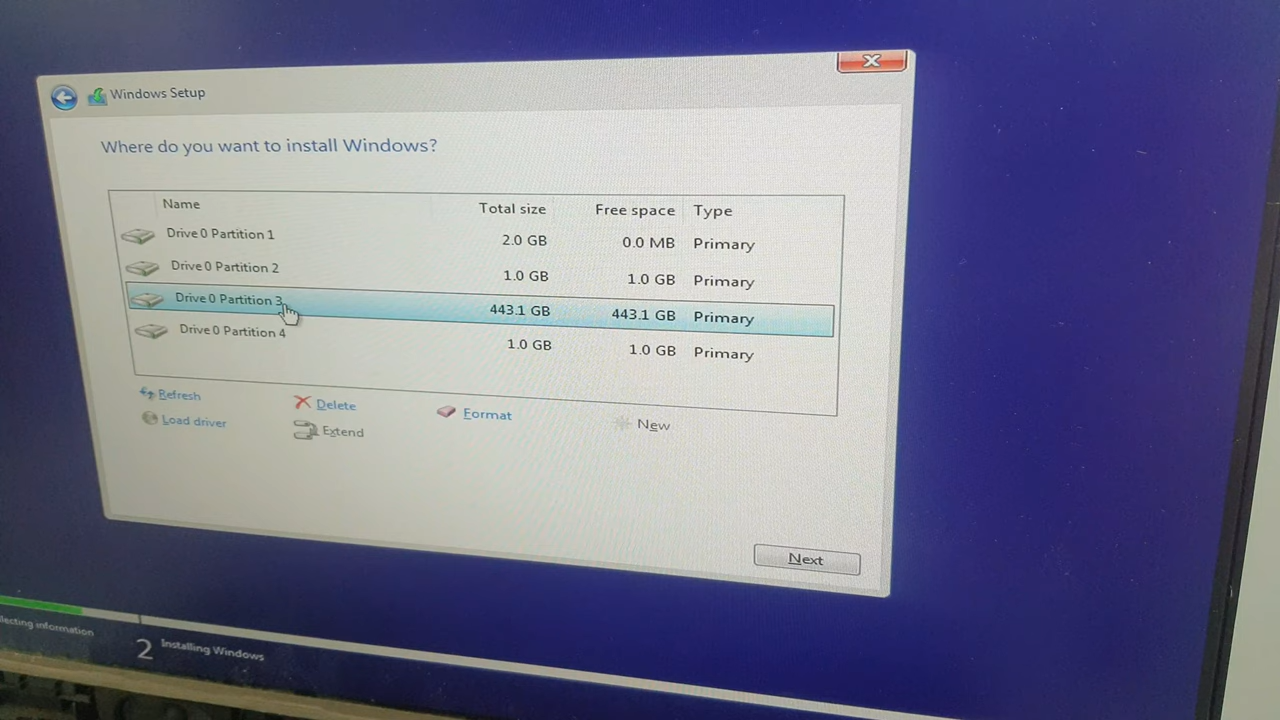 Windows Setup
Where do you want to install Windows?
Name Total size Free space Type
Drive 0 Partition 1 2.0 GB 0.0 MB Primary
Drive 0 Partition 2 1.0 GB 1.0 GB Primary
Drive 0 Partition 3 443.1 GB 443.1 GB Primary
Drive 0 Partition 4 1.0 GB 1.0 GB Primary
Refresh Delete Format New
Load driver Extend
Next
lecting information
2 Installing Windows